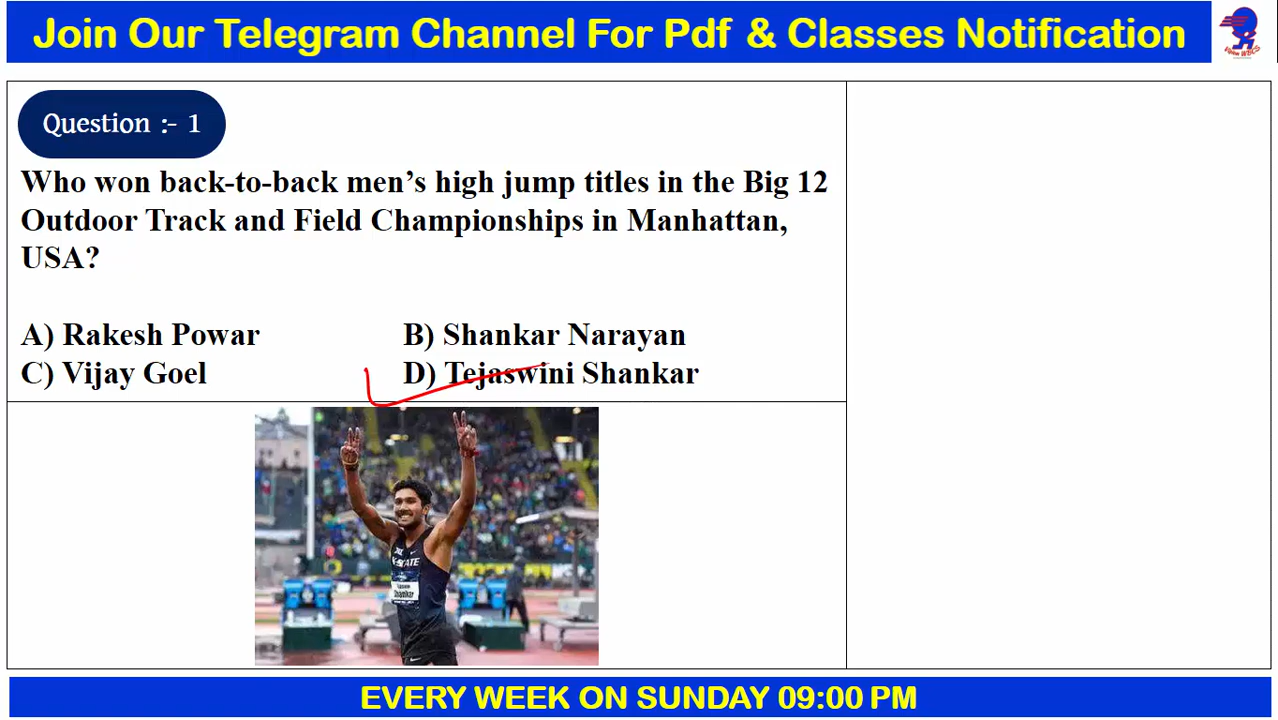 Join Our Telegram Channel For Pdf & Classes Notification
Question :- 1
Who won back-to-back men’s high jump titles in the Big 12
Outdoor Track and Field Championships in Manhattan,
USA?
A) Rakesh Powar
B) Shankar Narayan
C) Vijay Goel
D) Tejaswini Shankar
Shankar
EVERY WEEK ON SUNDAY 09:00 PM